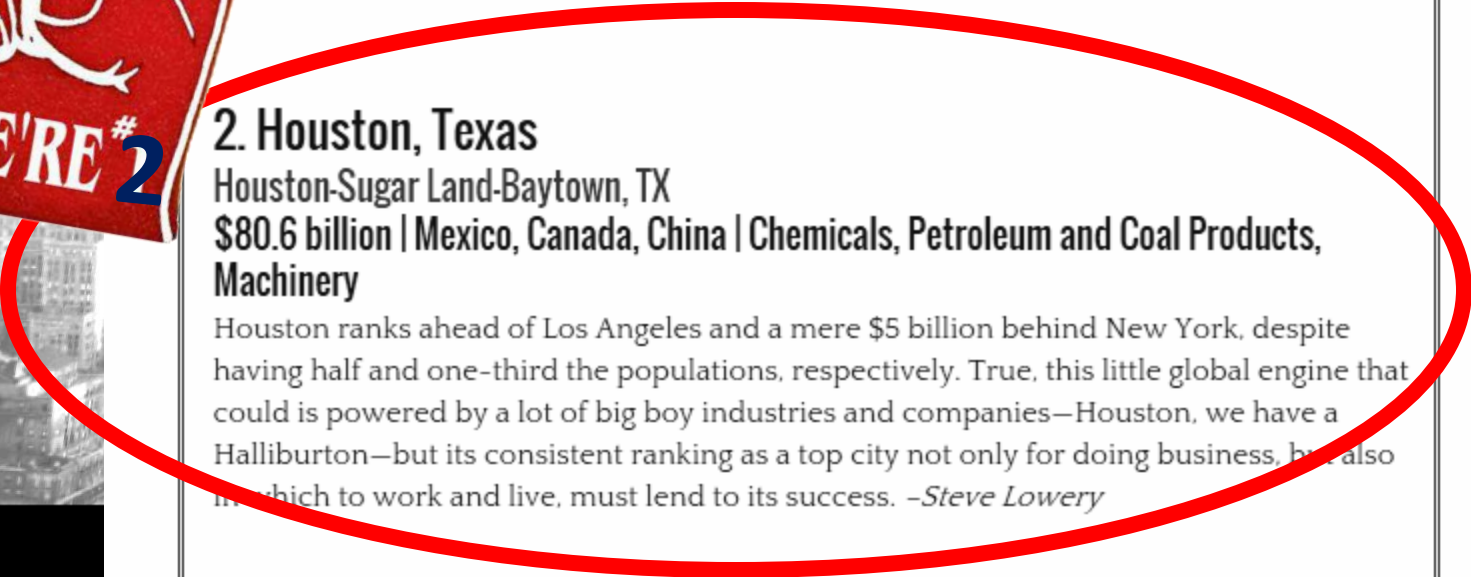 E'RE #2
2. Houston, Texas
Houston-Sugar Land-Baytown, TX
$80.6 billion | Mexico, Canada, China | Chemicals, Petroleum and Coal Products,
Machinery
Houston ranks ahead of Los Angeles and a mere $5 billion behind New York, despite
having half and one-third the populations, respectively. True, this little global engine that
could is powered by a lot of big boy industries and companies—Houston, we have a
Halliburton—but its consistent ranking as a top city not only for doing business, but also
in which to work and live, must lend to its success. –Steve Lowery